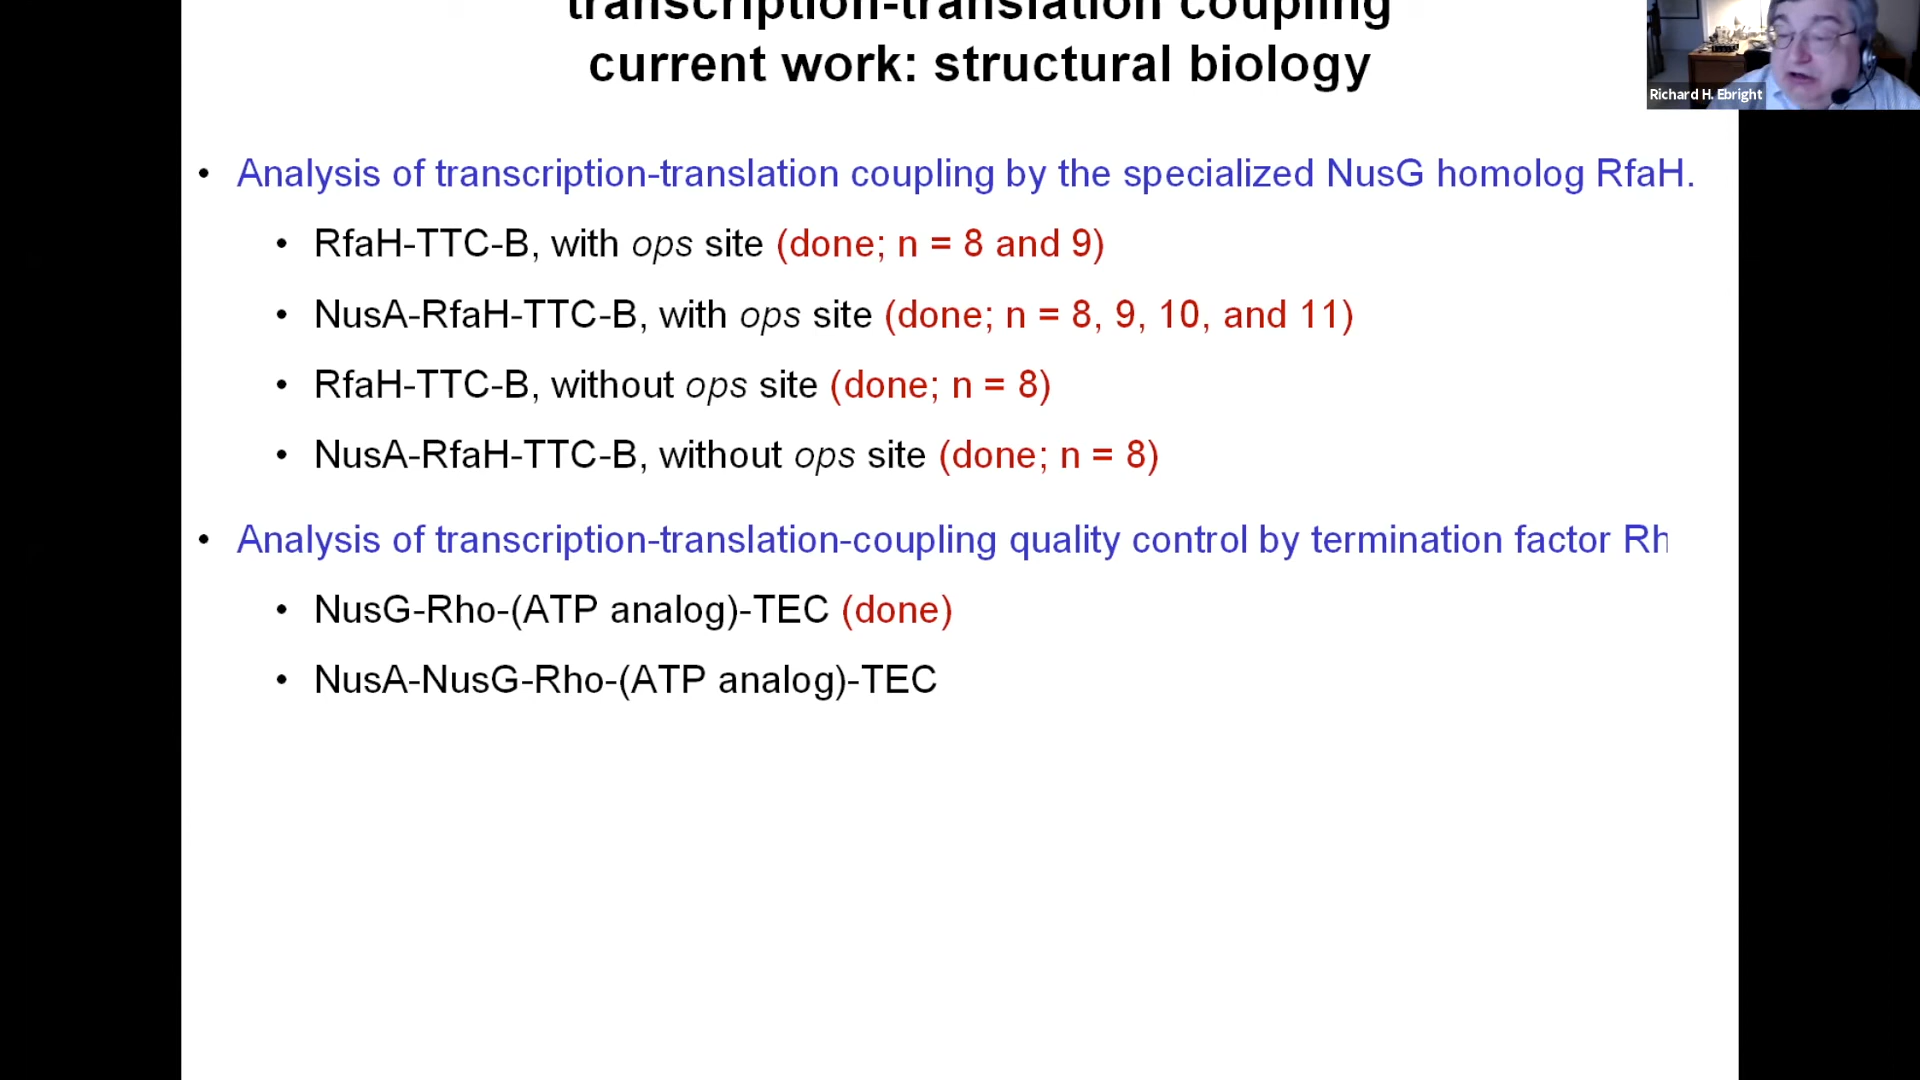 transcription-translation coupling
current work: structural biology
Richard H. Ebright
• Analysis of transcription-translation coupling by the specialized NusG homolog RfaH.
• RfaH-TTC-B, with ops site (done; n = 8 and 9)
• NusA-RfaH-TTC-B, with ops site (done; n = 8, 9, 10, and 11)
• RfaH-TTC-B, without ops site (done; n = 8)
• NusA-RfaH-TTC-B, without ops site (done; n = 8)
• Analysis of transcription-translation-coupling quality control by termination factor Rh
• NusG-Rho-(ATP analog)-TEC (done)
• NusA-NusG-Rho-(ATP analog)-TEC